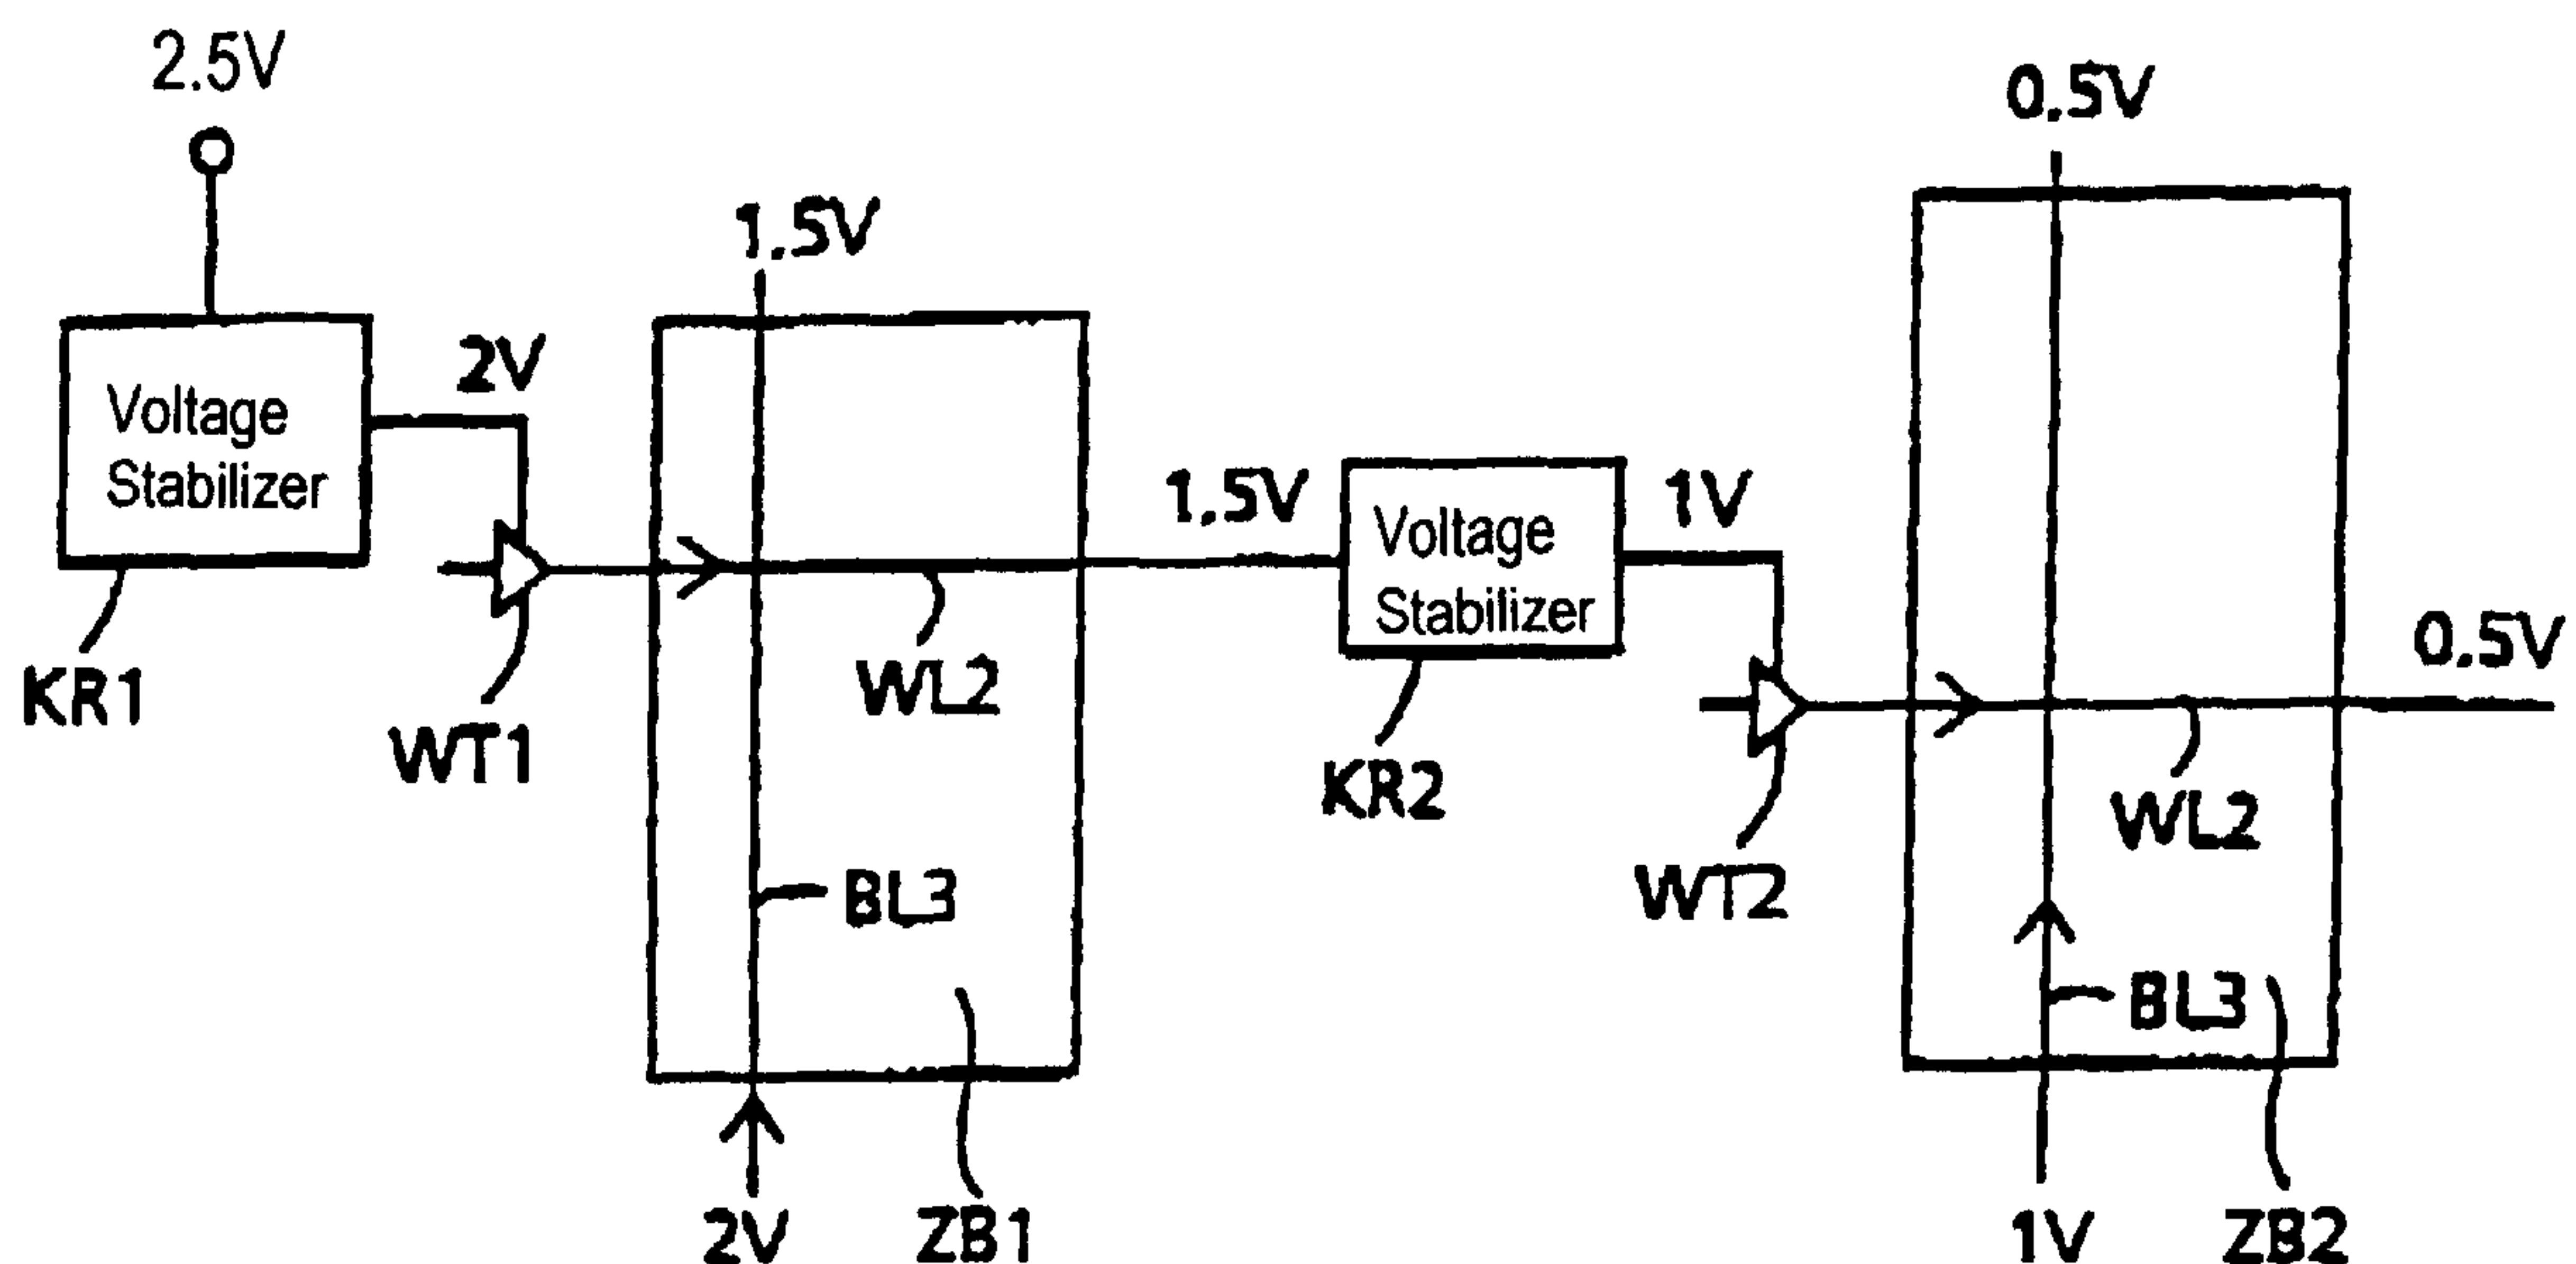 2.5V
0.5V
1.5V
2V
Voltage
Stabilizer
1.5V
Voltage
Stabilizer
1V
0.5V
KR1
WT1
WL2
KR2
WT2
WL2
BL3
BL3
2V
ZB1
1V
ZB2